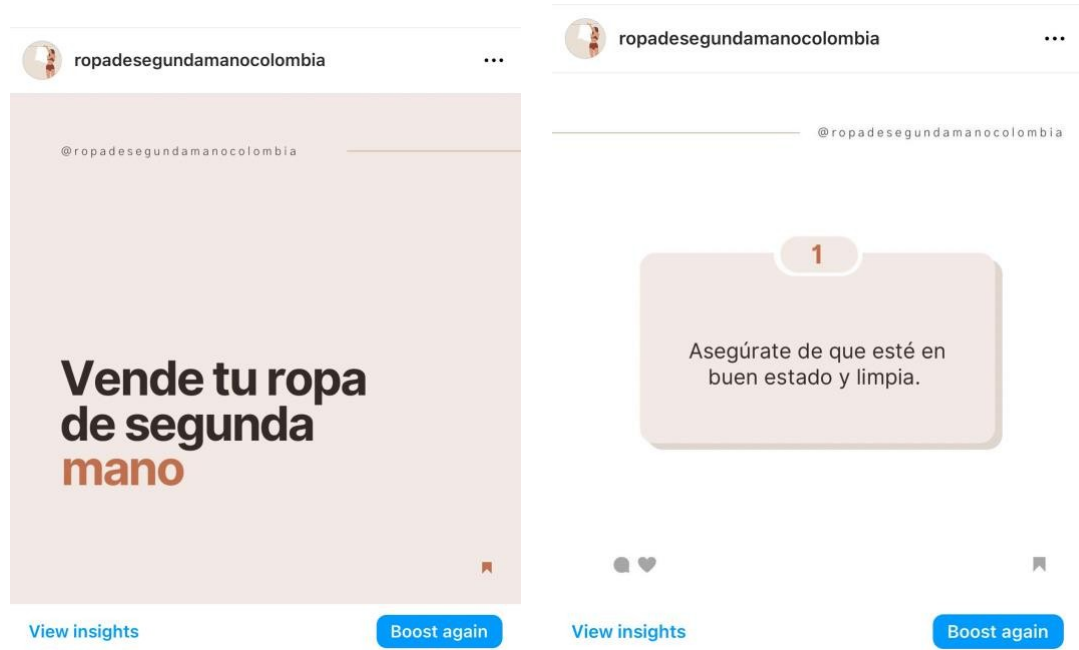 ropadesegundamanocolombia
@ropadesegundamanocolombia
Vende tu ropa
de segunda
mano
View insights
Boost again
ropadesegundamanocolombia
@ropadesegundamanocolombia
1
Asegúrate de que esté en
buen estado y limpia.
View insights
Boost again